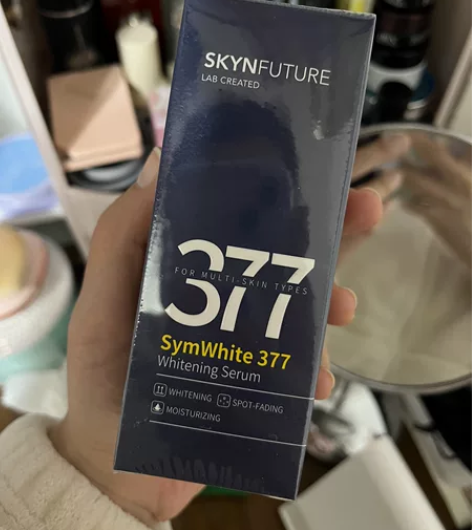 SKYNFUTURE
LAB CREATED
377
FOR MULTI-SKIN TYPES
SymWhite 377
Whitening Serum
WHITENING SPOT-FADING
MOISTURIZING